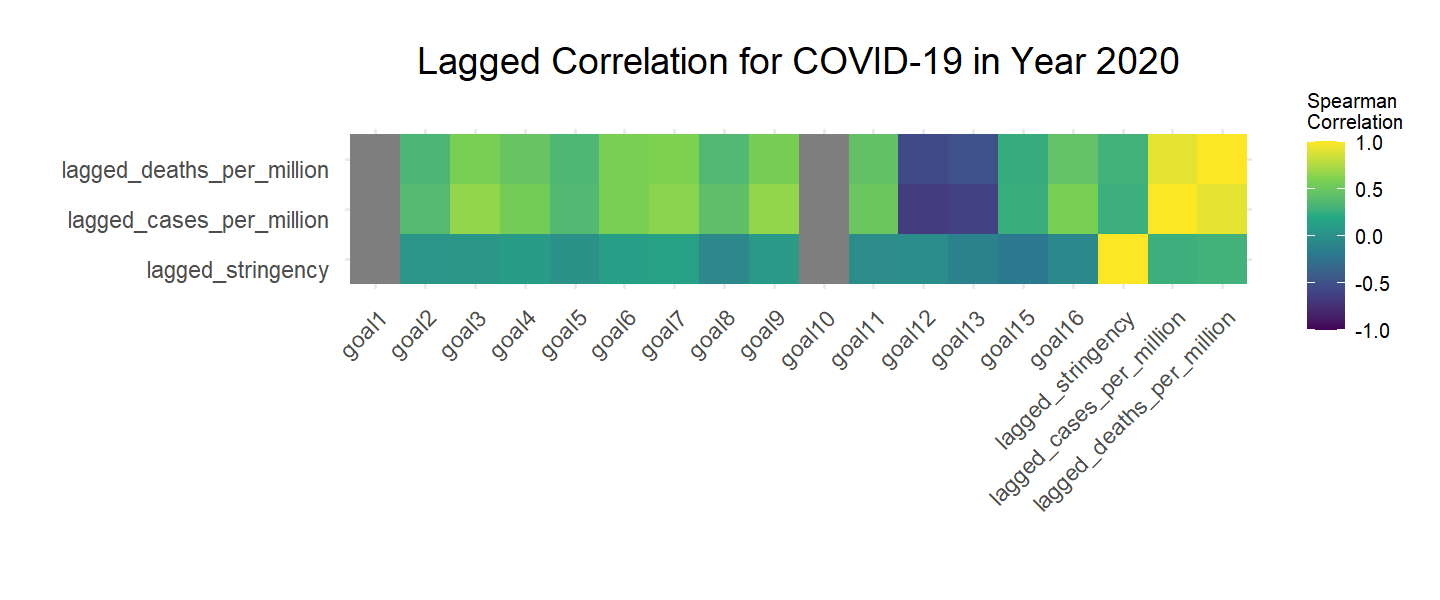 Lagged Correlation for COVID-19 in Year 2020
Spearman
Correlation
1.0
0.5
0.0
-0.5
-1.0
lagged_deaths_per_million
lagged_cases_per_million
lagged_stringency
goal1
goal2
goal3
goal4
goal5
goal6
goal7
goal8
goal9
goal10
goal11
goal12
goal13
goal15
goal16
lagged_stringency
lagged_cases_per_million
lagged_deaths_per_million